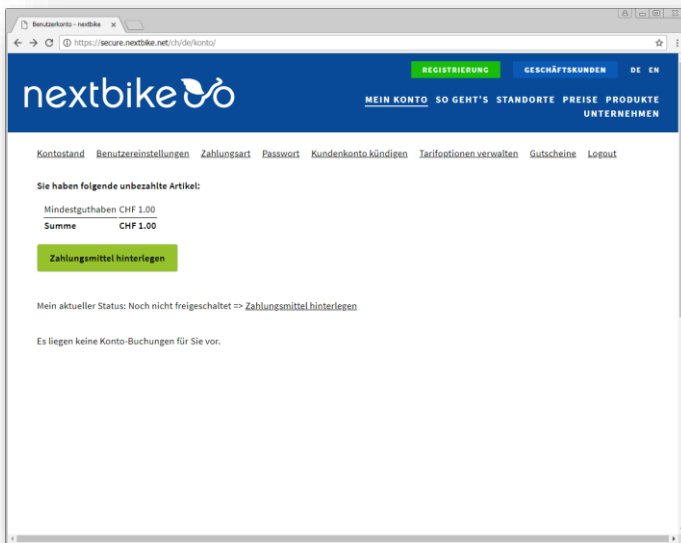 Benutzerkonto - nextbike
https://secure.nextbike.net/ch/de/konto/
REGISTRIERUNG GESCHÄFTSKUNDEN DE EN
nextbike
MEIN KONTO SO GEHT'S STANDORTE PREISE PRODUKTE
UNTERNEHMEN
Kontostand Benutzereinstellungen Zahlungsart Passwort Kundenkonto kündigen Tarifoptionen verwalten Gutscheine Logout
Sie haben folgende unbezahlte Artikel:
Mindestguthaben CHF 1.00
Summe CHF 1.00
Zahlungsmittel hinterlegen
Mein aktueller Status: Noch nicht freigeschaltet => Zahlungsmittel hinterlegen
Es liegen keine Konto-Buchungen für Sie vor.